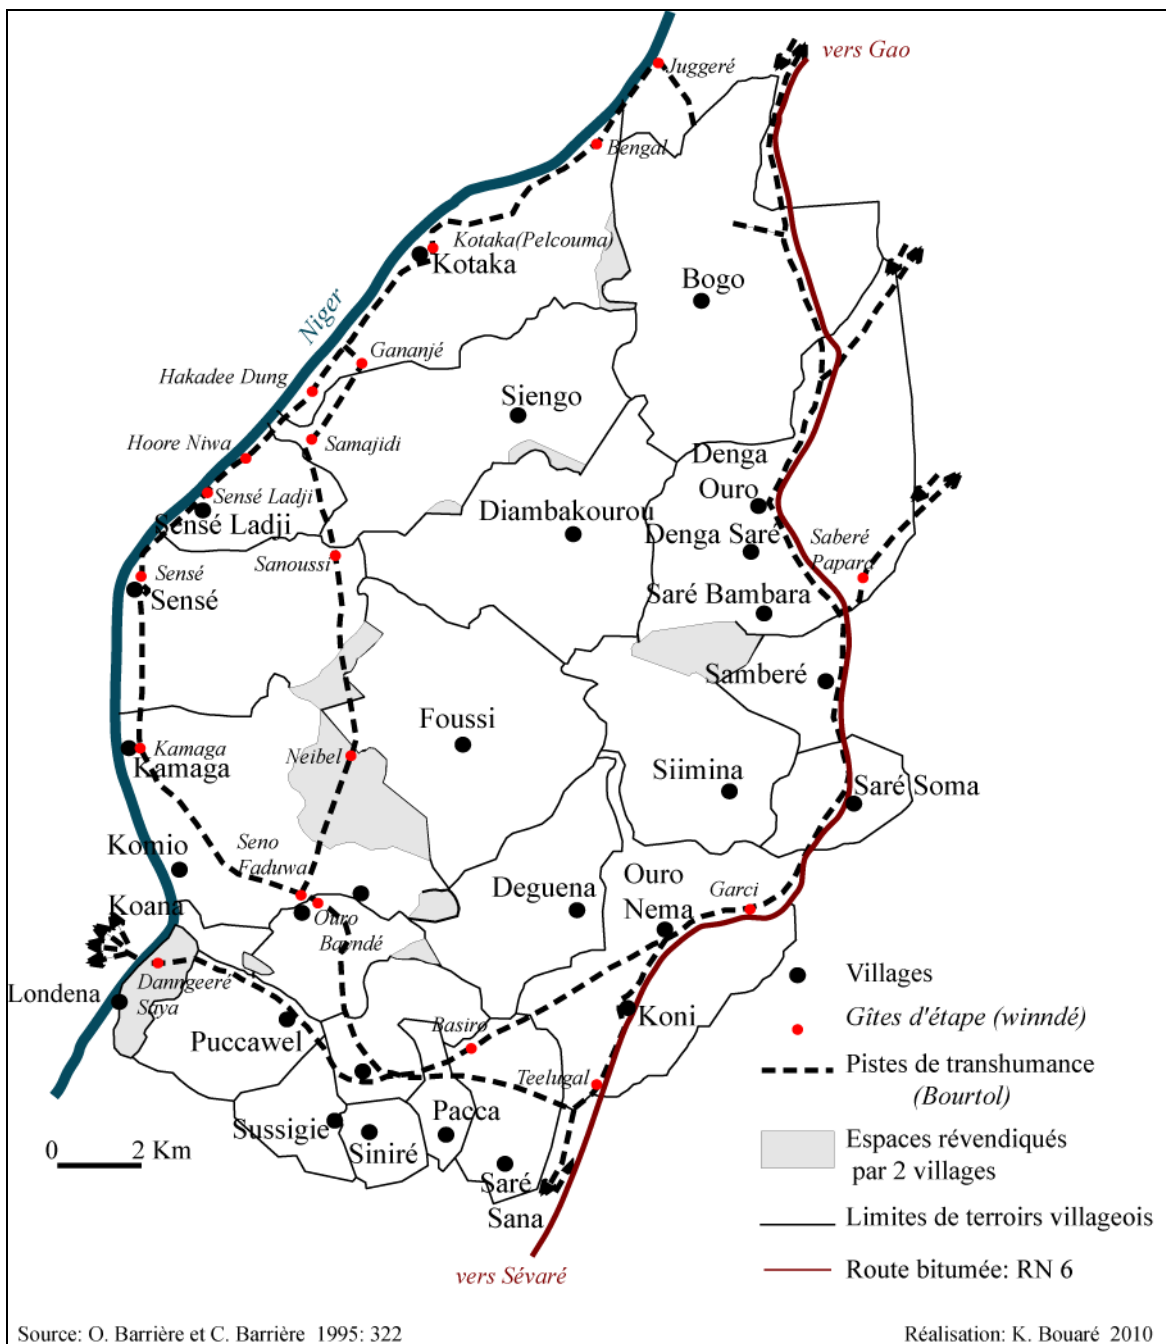 vers Gao
Juggeré
Bengal
Kotaka(Pelcouma)
Kotaka
Bogo
Niger
Gananjé
Hakadee Dung
Siengo
Hoore Niwa
Samajidi
Denga
Ouro
Sensé Ladji
Sensé Ladji
Diambakourou
Denga Saré
Saberé
Papara
Sanoussi
Sensé
Sensé
Saré Bambara
Samberé
Foussi
Kamaga
Kamaga
Neibel
Siimina
Saré Soma
Komio
Seno
Faduwa
Deguena
Ouro
Nema
Garci
Koana
Ouro
Bayndé
Londena
Danngeeré
Saya
Puccawel
Basiro
Koni
Teelugal
Sussigie
Siniré
Pacca
Saré
Sana
0 2 Km
vers Sévaré
Villages
Gîtes d'étape (winndé)
Pistes de transhumance
(Bourtol)
Espaces révendiqués
par 2 villages
Limites de terroirs villageois
Route bitumée: RN 6
Source: O. Barrière et C. Barrière 1995: 322
Réalisation: K. Bouaré 2010